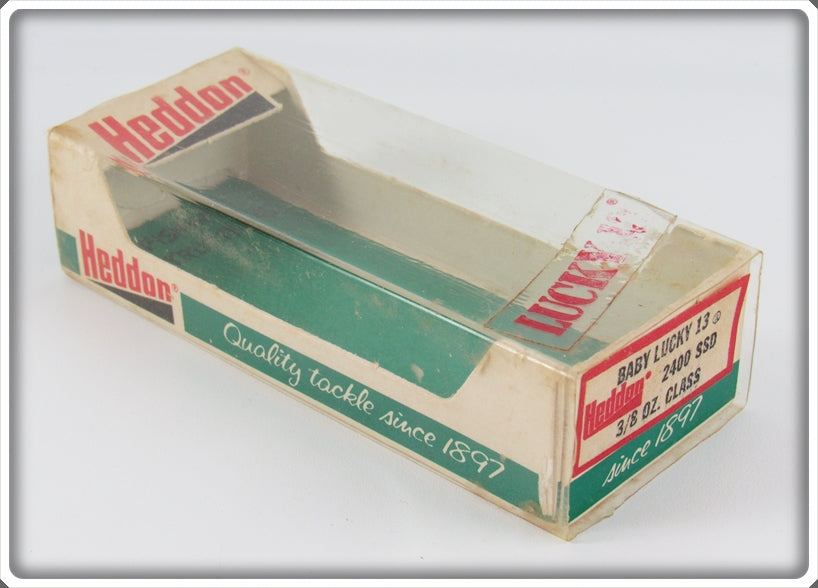 Heddon®
Heddon®
Quality tackle since 1897
LUCKY 13®
BABY LUCKY 13®
Heddon® 2400 SSD
3/8 OZ. CLASS
since 1897